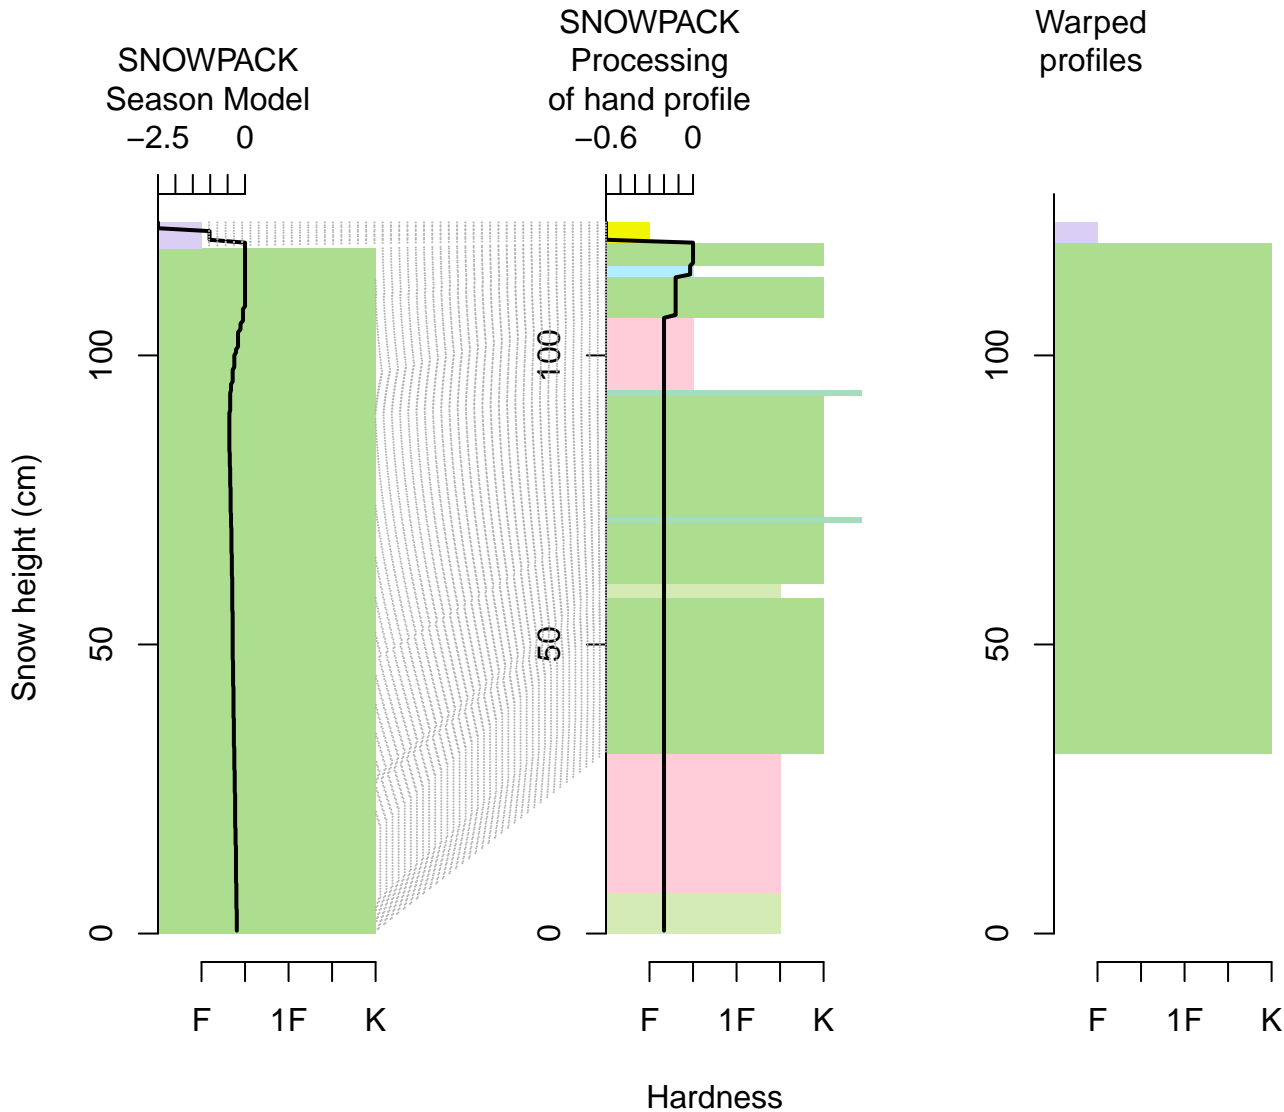 SNOWPACK
Season Model
−2.5 0
SNOWPACK
Processing
of hand profile
−0.6 0
Warped
profiles
Snow height (cm)
0 50 100
0 50 100
0 50 100
F 1F K
F 1F K
F 1F K
Hardness